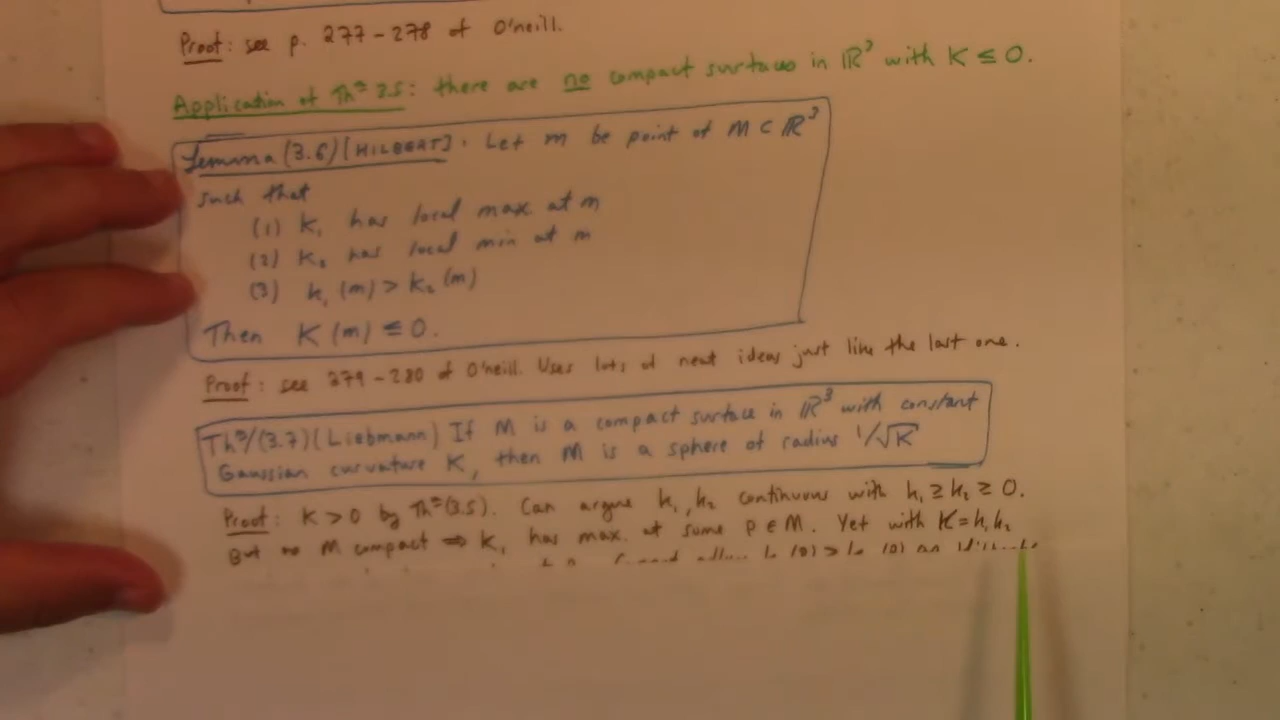 Proof: see p. 277-278 of O'neill.
Application of Thm 3.5: there are no compact surfaces in ℝ³ with K ≤ 0.
Lemma (3.6) [HILBERT]. Let m be point of M ⊂ ℝ³
such that
(1) k₁ has local max at m
(2) k₂ has local min at m
(3) k₁(m) > k₂(m)
Then K(m) ≤ 0.
Proof: see 279-280 of O'neill. Uses lots of neat ideas just like the last one.
Thm/(3.7)(Liebmann) If M is a compact surface in ℝ³ with constant
Gaussian curvature K, then M is a sphere of radius 1/√K
Proof: K > 0 by Thm(3.5). Can argue k₁, k₂ continuous with k₁ ≥ k₂ ≥ 0.
But M compact ⇒ k₁ has max. at some p ∈ M. Yet with K = k₁k₂